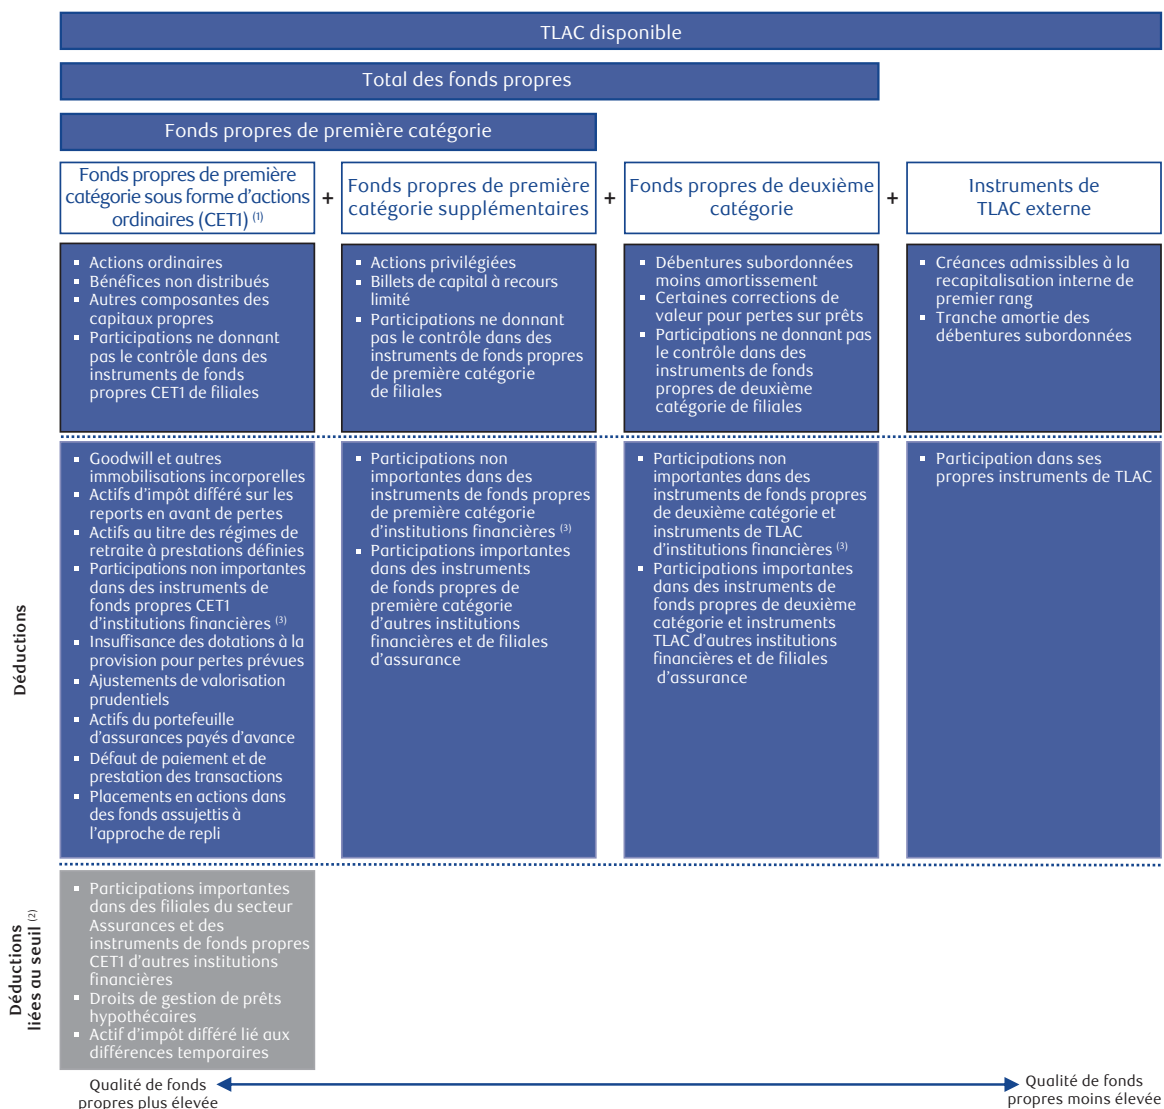 TLAC disponible
Total des fonds propres
Fonds propres de première catégorie
Fonds propres de première
catégorie sous forme d'actions
ordinaires (CET1) (1)
+
Fonds propres de première
catégorie supplémentaires
+
Fonds propres de deuxième
catégorie
+
Instruments de
TLAC externe
▪ Actions ordinaires
▪ Bénéfices non distribués
▪ Autres composantes des
capitaux propres
▪ Participations ne donnant
pas le contrôle dans des
instruments de fonds
propres CET1 de filiales
▪ Actions privilégiées
▪ Billets de capital à recours
limité
▪ Participations ne donnant
pas le contrôle dans des
instruments de fonds propres
de première catégorie
de filiales
▪ Débentures subordonnées
moins amortissement
▪ Certaines corrections de
valeur pour pertes sur prêts
▪ Participations ne donnant pas
le contrôle dans des
instruments de fonds
propres de deuxième
catégorie de filiales
▪ Créances admissibles à la
recapitalisation interne de
premier rang
▪ Tranche amortie des
débentures subordonnées
Déductions
▪ Goodwill et autres
immobilisations incorporelles
▪ Actifs d'impôt différé sur les
reports en avant de pertes
▪ Actifs au titre des régimes de
retraite à prestations définies
▪ Participations non importantes
dans des instruments de
fonds propres CET1
d'institutions financières (3)
▪ Insuffisance des dotations à la
provision pour pertes prévues
▪ Ajustements de valorisation
prudentiels
▪ Actifs du portefeuille
d'assurances payés d'avance
▪ Défaut de paiement et de
prestation des transactions
▪ Placements en actions dans
des fonds assujettis à
l'approche de repli
▪ Participations non
importantes dans des
instruments de fonds propres
de première catégorie
d'institutions financières (3)
▪ Participations importantes
dans des instruments
de fonds propres de
première catégorie
d'autres institutions
financières et de filiales
d'assurance
▪ Participations non
importantes dans des
instruments de fonds propres
de deuxième catégorie et
instruments de TLAC
d'institutions financières (3)
▪ Participations importantes
dans des instruments de
fonds propres de deuxième
catégorie et instruments
TLAC d'autres institutions
financières et de filiales
d'assurance
▪ Participation dans ses
propres instruments de TLAC
Déductions
liées au seuil (2)
▪ Participations importantes
dans des filiales du secteur
Assurances et des
instruments de fonds propres
CET1 d'autres institutions
financières
▪ Droits de gestion de prêts
hypothécaires
▪ Actif d'impôt différé lié aux
différences temporaires
Qualité de fonds
propres plus élevée
Qualité de fonds
propres moins élevée